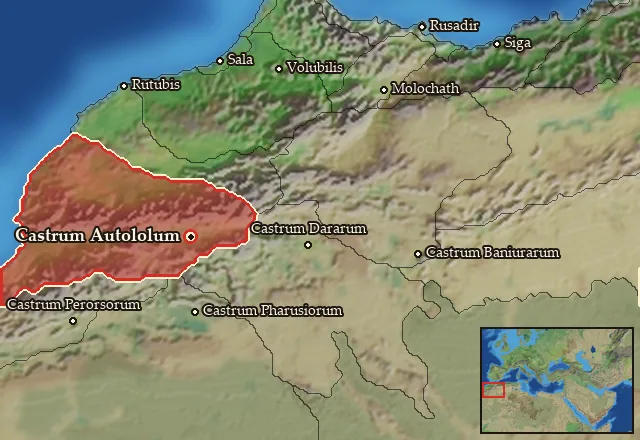 Rusadir
Siga
Sala
Volubilis
Rutubis
Molochath
Castrum Dararum
Castrum Autololum
Castrum Baniurarum
Castrum Perorsorum
Castrum Pharusiorum